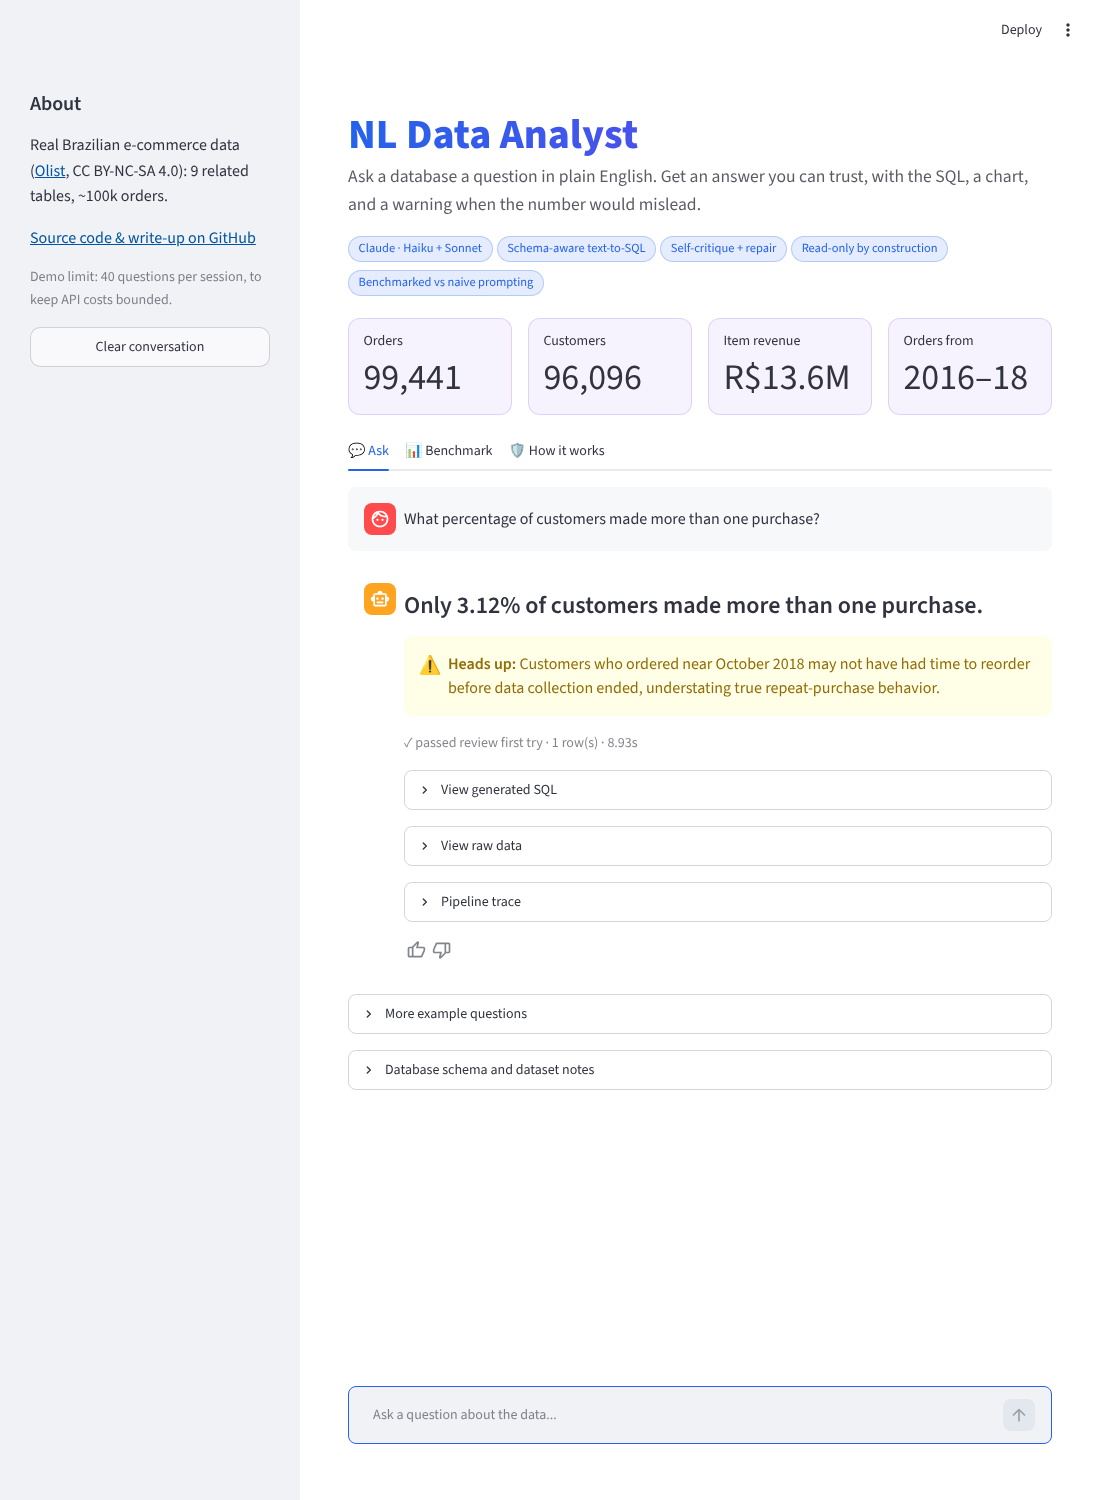 Deploy
About
Real Brazilian e-commerce data
(Olist, CC BY-NC-SA 4.0): 9 related
tables, ~100k orders.
Source code & write-up on GitHub
Demo limit: 40 questions per session, to
keep API costs bounded.
Clear conversation
NL Data Analyst
Ask a database a question in plain English. Get an answer you can trust, with the SQL, a chart,
and a warning when the number would mislead.
Claude · Haiku + Sonnet
Schema-aware text-to-SQL
Self-critique + repair
Read-only by construction
Benchmarked vs naive prompting
Orders
99,441
Customers
96,096
Item revenue
R$13.6M
Orders from
2016–18
💬 Ask
📊 Benchmark
🛡️ How it works
What percentage of customers made more than one purchase?
Only 3.12% of customers made more than one purchase.
⚠️ Heads up: Customers who ordered near October 2018 may not have had time to reorder
before data collection ended, understating true repeat-purchase behavior.
✓ passed review first try · 1 row(s) · 8.93s
View generated SQL
View raw data
Pipeline trace
More example questions
Database schema and dataset notes
Ask a question about the data...